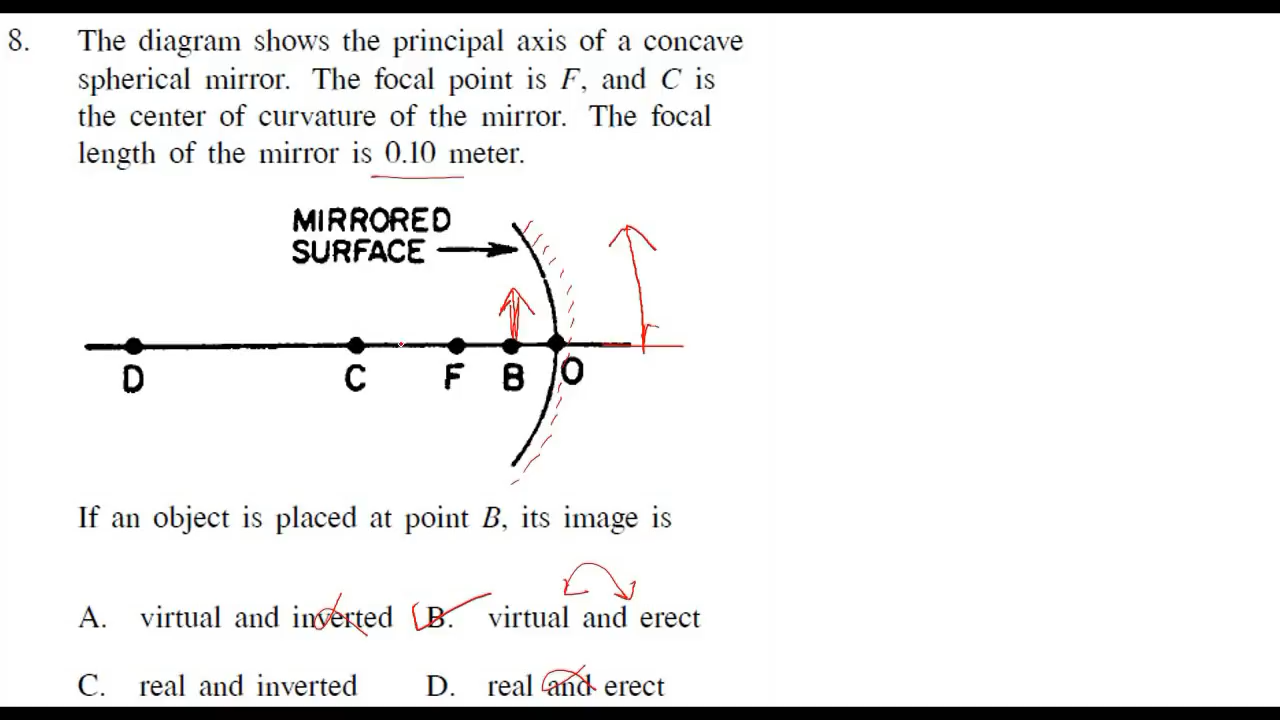 8. The diagram shows the principal axis of a concave
spherical mirror. The focal point is F, and C is
the center of curvature of the mirror. The focal
length of the mirror is 0.10 meter.
MIRRORED
SURFACE
D C F B O
If an object is placed at point B, its image is
A. virtual and inverted B. virtual and erect
C. real and inverted D. real and erect